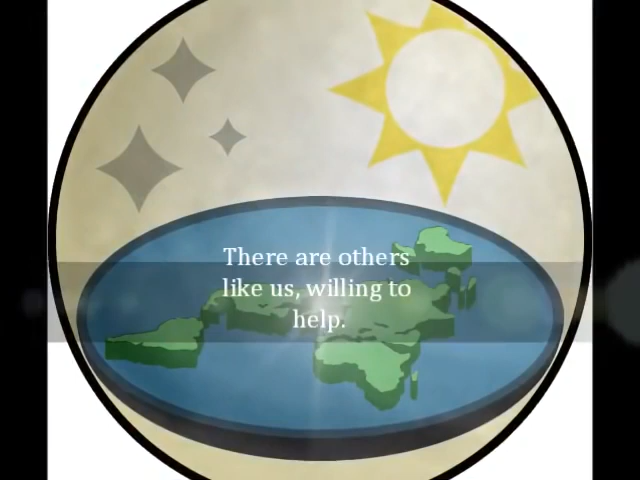 There are others
like us, willing to
help.